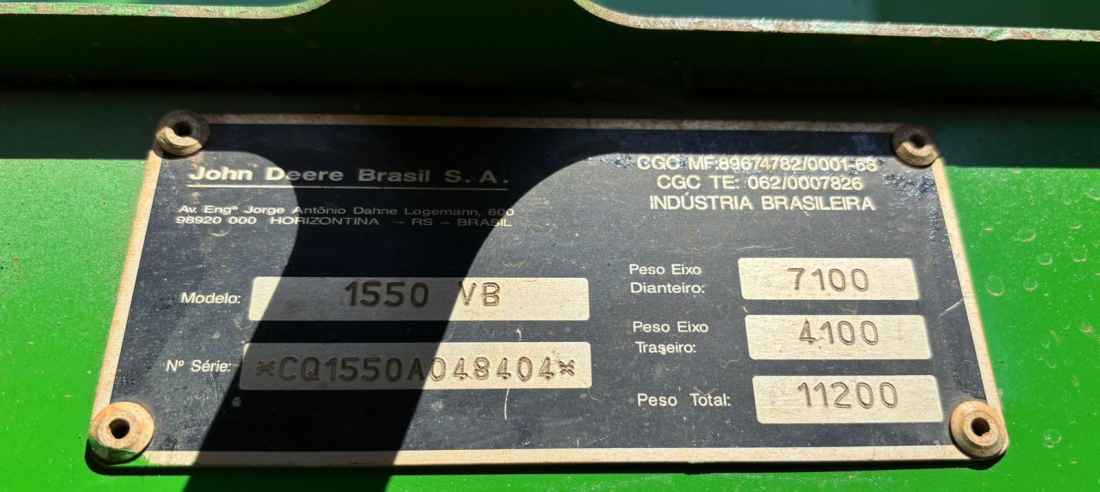 John Deere Brasil S. A.
Av. Engº Jorge Antônio Dahne Logemann, 600
98920 000 HORIZONTINA - RS - BRASIL
CGC MF:89674782/0001-68
CGC TE: 062/0007826
INDÚSTRIA BRASILEIRA
Modelo: 1550 VB
Nº Série: *CQ1550A048404*
Peso Eixo
Dianteiro: 7100
Peso Eixo
Traseiro: 4100
Peso Total: 11200